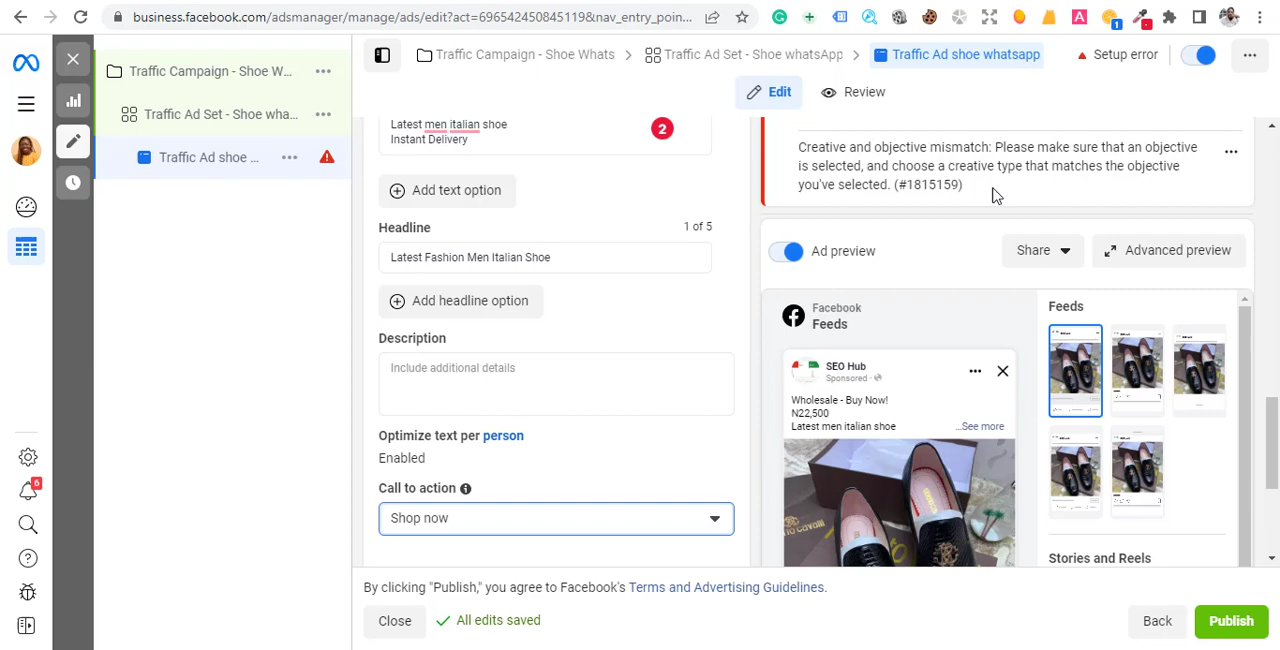 business.facebook.com/adsmanager/manage/ads/edit?act=696542450845119&nav_entry_poin...
Traffic Campaign - Shoe Whats
Traffic Ad Set - Shoe whatsApp
Traffic Ad shoe whatsapp
Setup error
Traffic Campaign - Shoe W...
Traffic Ad Set - Shoe wha...
Traffic Ad shoe ...
Edit
Review
Latest men italian shoe
Instant Delivery
2
Add text option
Headline
1 of 5
Latest Fashion Men Italian Shoe
Add headline option
Description
Include additional details
Optimize text per person
Enabled
Call to action
Shop now
Creative and objective mismatch: Please make sure that an objective
is selected, and choose a creative type that matches the objective
you've selected. (#1815159)
Ad preview
Share
Advanced preview
Facebook
Feeds
SEO Hub
Sponsored
Wholesale - Buy Now!
N22,500
Latest men italian shoe
...See more
Feeds
Stories and Reels
By clicking "Publish," you agree to Facebook's Terms and Advertising Guidelines.
Close
All edits saved
Back
Publish
6
1
A